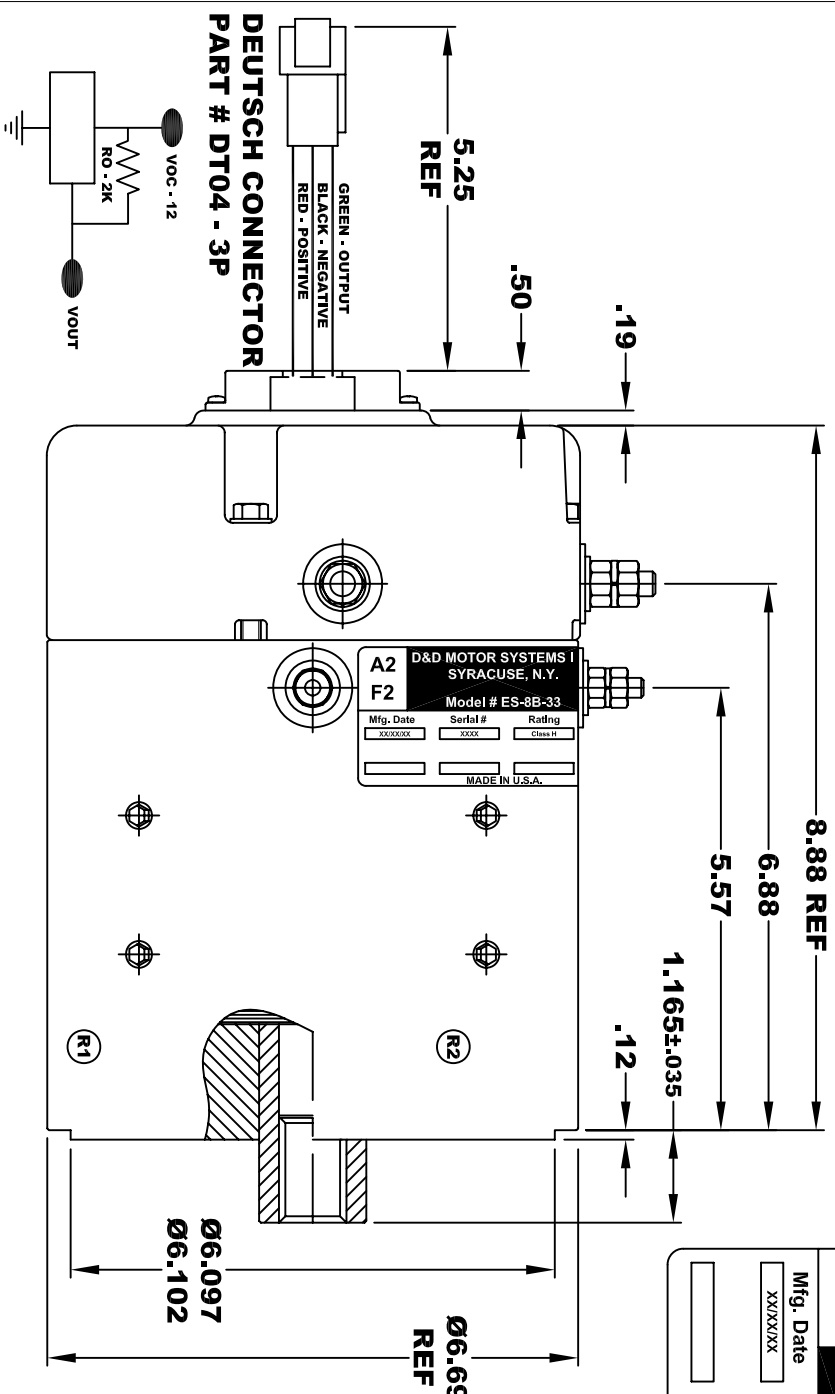 DEUTSCH CONNECTOR
PART # DT04 - 3P
5.25
REF
GREEN - OUTPUT
BLACK - NEGATIVE
RED - POSITIVE
VOC - 12
RO - 2K
VOUT
.50
.19
8.88 REF
6.88
5.57
1.165±.035
.12
A2
F2
D&D MOTOR SYSTEMS
SYRACUSE, N.Y.
Model # ES-8B-33
Mfg. Date Serial # Rating
XX/XX/XX XXXX Class H
MADE IN U.S.A.
R1
R2
Ø6.097
Ø6.102
Ø6.69
REF
Mfg. Date
XX/XX/XX